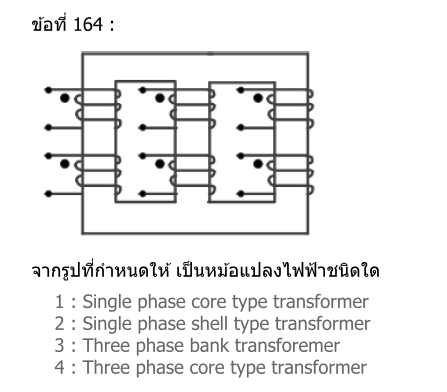 ข้อที่ 164 :
จากรูปที่กำหนดให้ เป็นหม้อแปลงไฟฟ้าชนิดใด
1 : Single phase core type transformer
2 : Single phase shell type transformer
3 : Three phase bank transforemer
4 : Three phase core type transformer